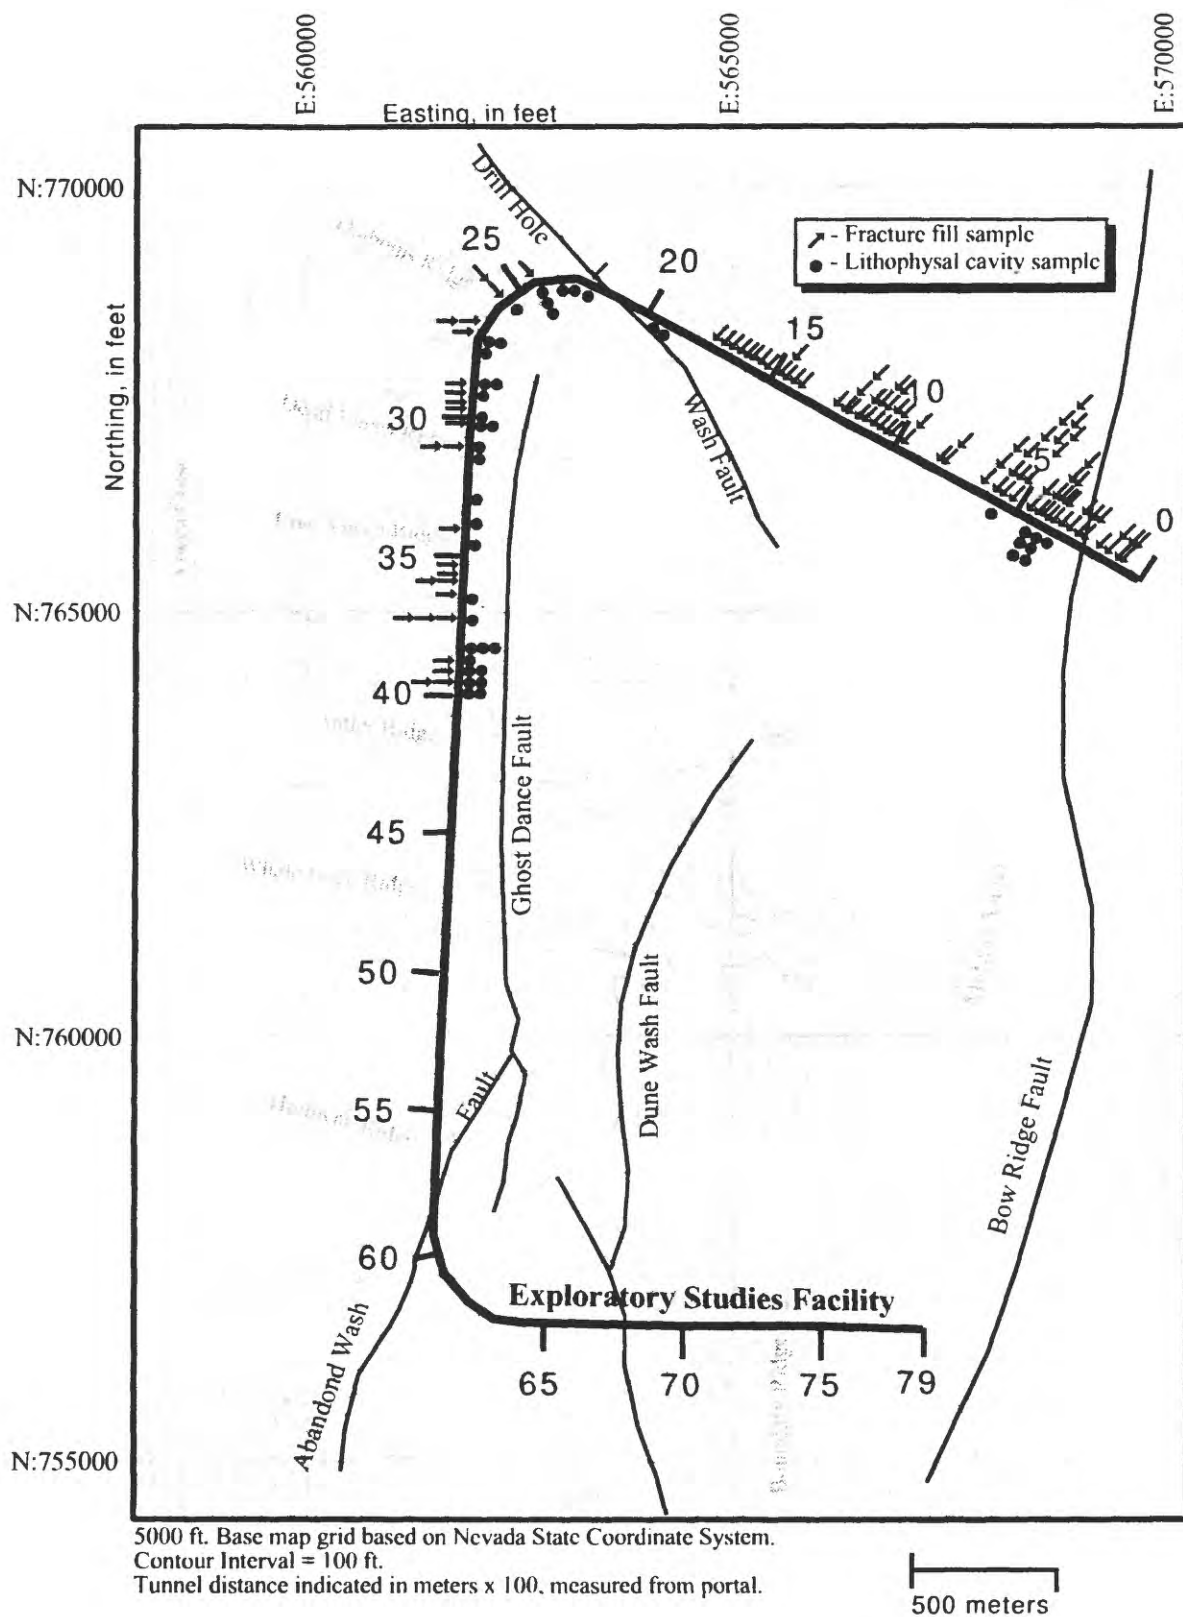 E:560000
E:565000
E:570000
Easting, in feet
N:770000
Northing, in feet
N:765000
N:760000
N:755000
Drill Hole
Wash Fault
- Fracture fill sample
- Lithophysal cavity sample
25
20
15
10
5
0
30
35
40
45
50
55
60
65
70
75
79
Ghost Dance Fault
Dune Wash Fault
Bow Ridge Fault
Fault
Abandond Wash
Exploratory Studies Facility
5000 ft. Base map grid based on Nevada State Coordinate System.
Contour Interval = 100 ft.
Tunnel distance indicated in meters x 100, measured from portal.
500 meters